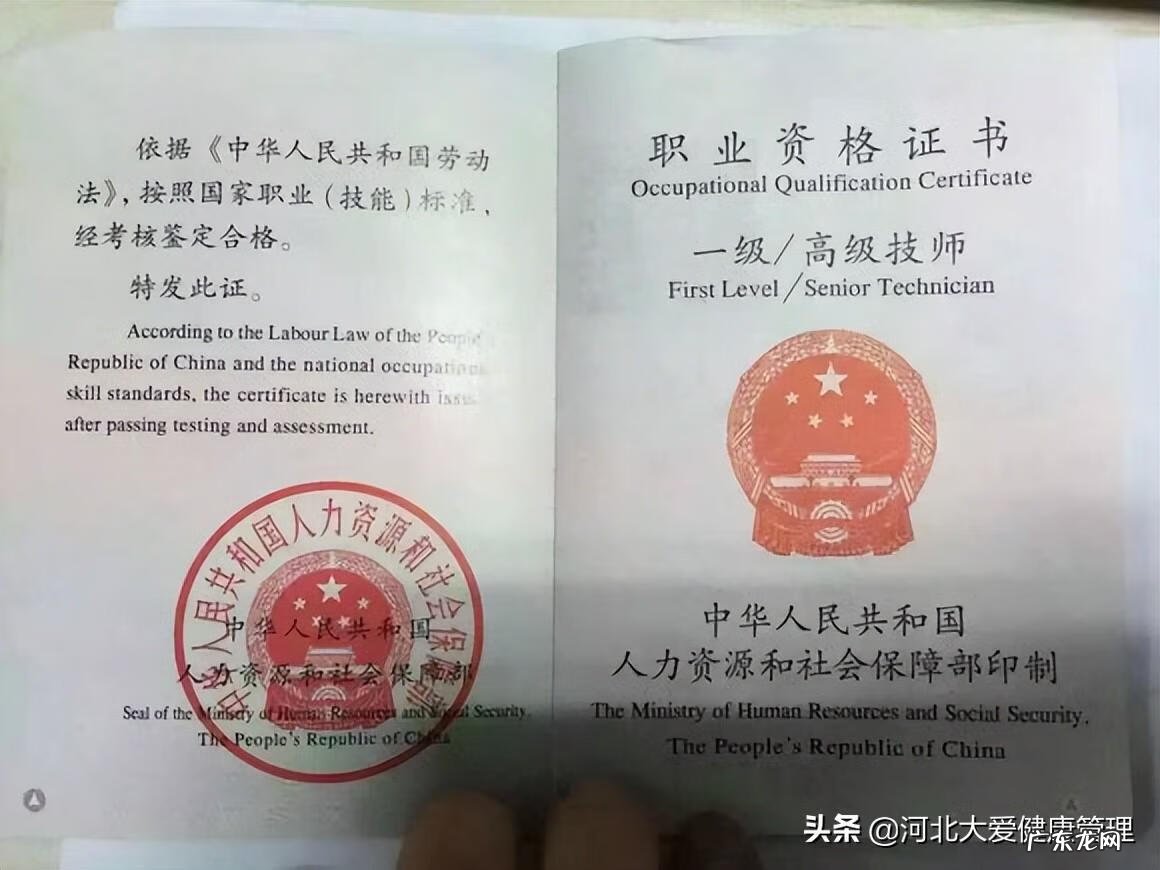 依据《中华人民共和国劳动
法》,按照国家职业(技能)标准,
经考核鉴定合格。
特发此证。
According to the Labour Law of the People
Republic of China and the national
skill standards, the certificate is herewith
after passing testing and assessment.
中华人民共和国人力资源和社会保障部
中华人民共和国
人力资源和社会保障部
Seal of the Ministry of Human Resources and Social Security,
The People's Republic of China
职业资格证书
Occupational Qualification Certificate
一级/高级技师
First Level/Senior Technician
中华人民共和国
人力资源和社会保障部印制
The Ministry of Human Resources and Social Security,
The People's Republic of China
头条 @河北大爱健康管理
广东龙网